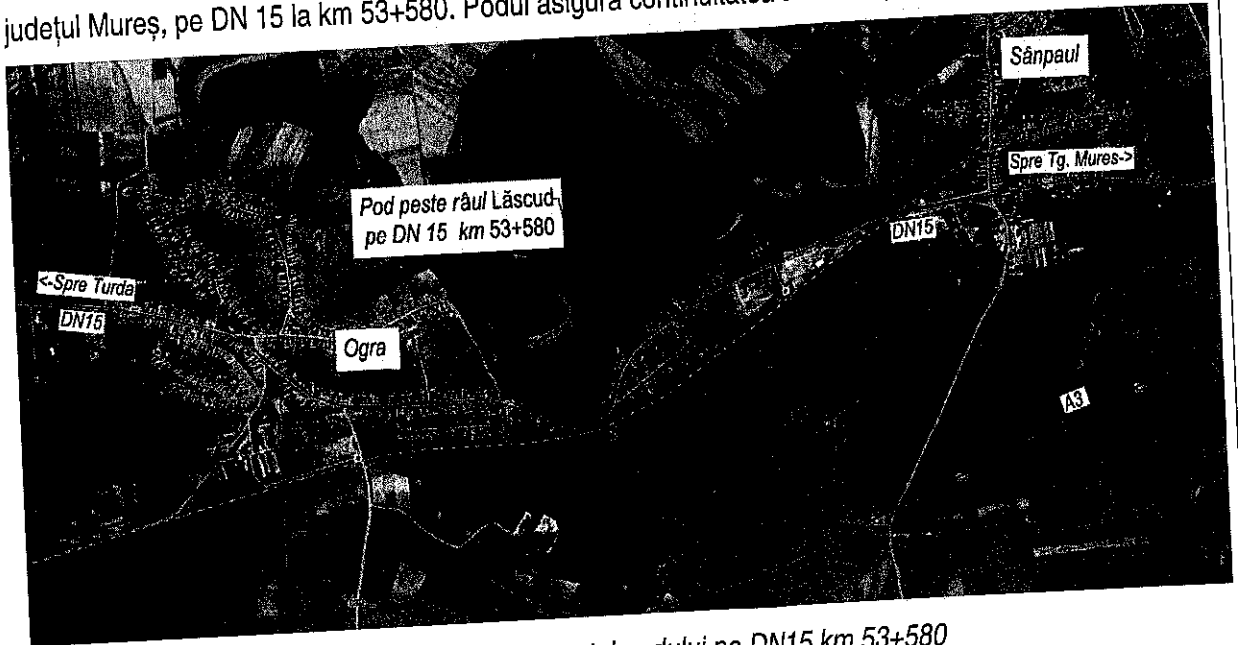 județul Mureș, pe DN 15 la km 53+580. Podul asigură
Sânpaul
Spre Tg. Mures->
Pod peste râul Lăscud
pe DN 15 km 53+580
DN15
<-Spre Turda
DN15
Ogra
A3
pe DN15 km 53+580